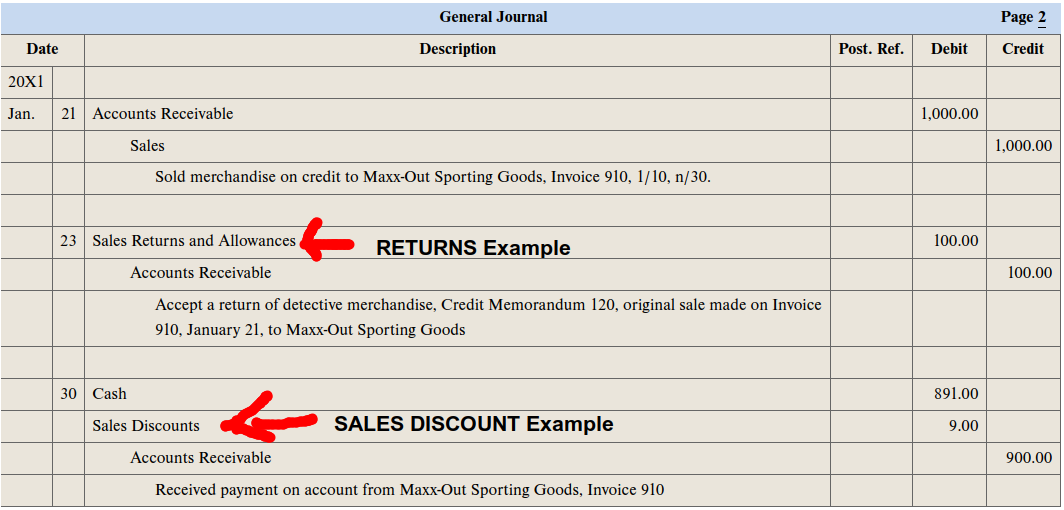 General Journal Page 2
Date Description Post. Ref. Debit Credit
20X1
Jan. 21 Accounts Receivable 1,000.00
Sales 1,000.00
Sold merchandise on credit to Maxx-Out Sporting Goods, Invoice 910, 1/10, n/30.
23 Sales Returns and Allowances RETURNS Example 100.00
Accounts Receivable 100.00
Accept a return of detective merchandise, Credit Memorandum 120, original sale made on Invoice
910, January 21, to Maxx-Out Sporting Goods
30 Cash 891.00
Sales Discounts SALES DISCOUNT Example 9.00
Accounts Receivable 900.00
Received payment on account from Maxx-Out Sporting Goods, Invoice 910